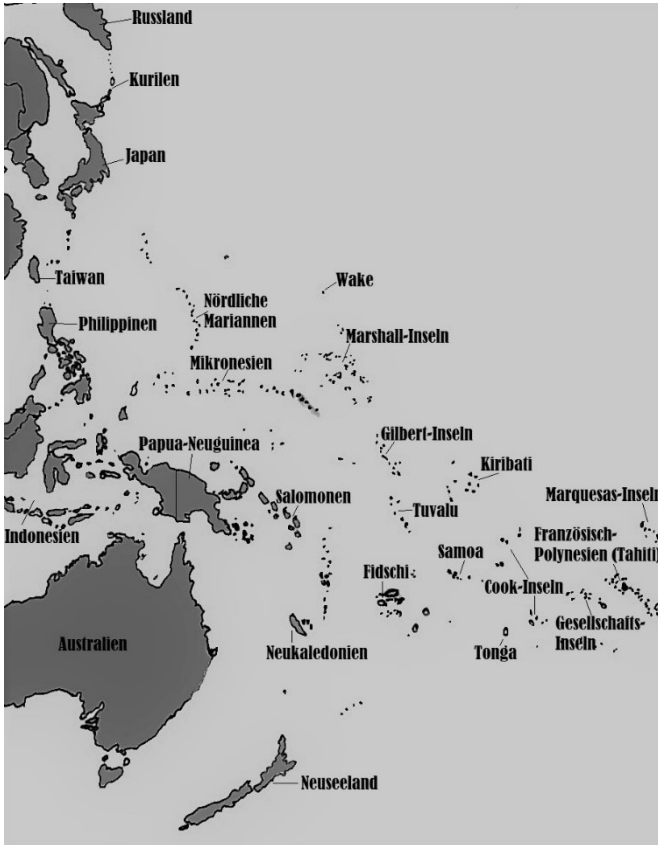 Russland
Kurilen
Japan
Taiwan
Wake
Nördliche
Mariannen
Philippinen
Marshall-Inseln
Mikronesien
Gilbert-Inseln
Papua-Neuguinea
Kiribati
Salomonen
Tuvalu
Marquesas-Inseln
Indonesien
Französisch-
Polynesien (Tahiti)
Samoa
Fidschi
Cook-Inseln
Gesellschafts-
Inseln
Australien
Neukaledonien
Tonga
Neuseeland